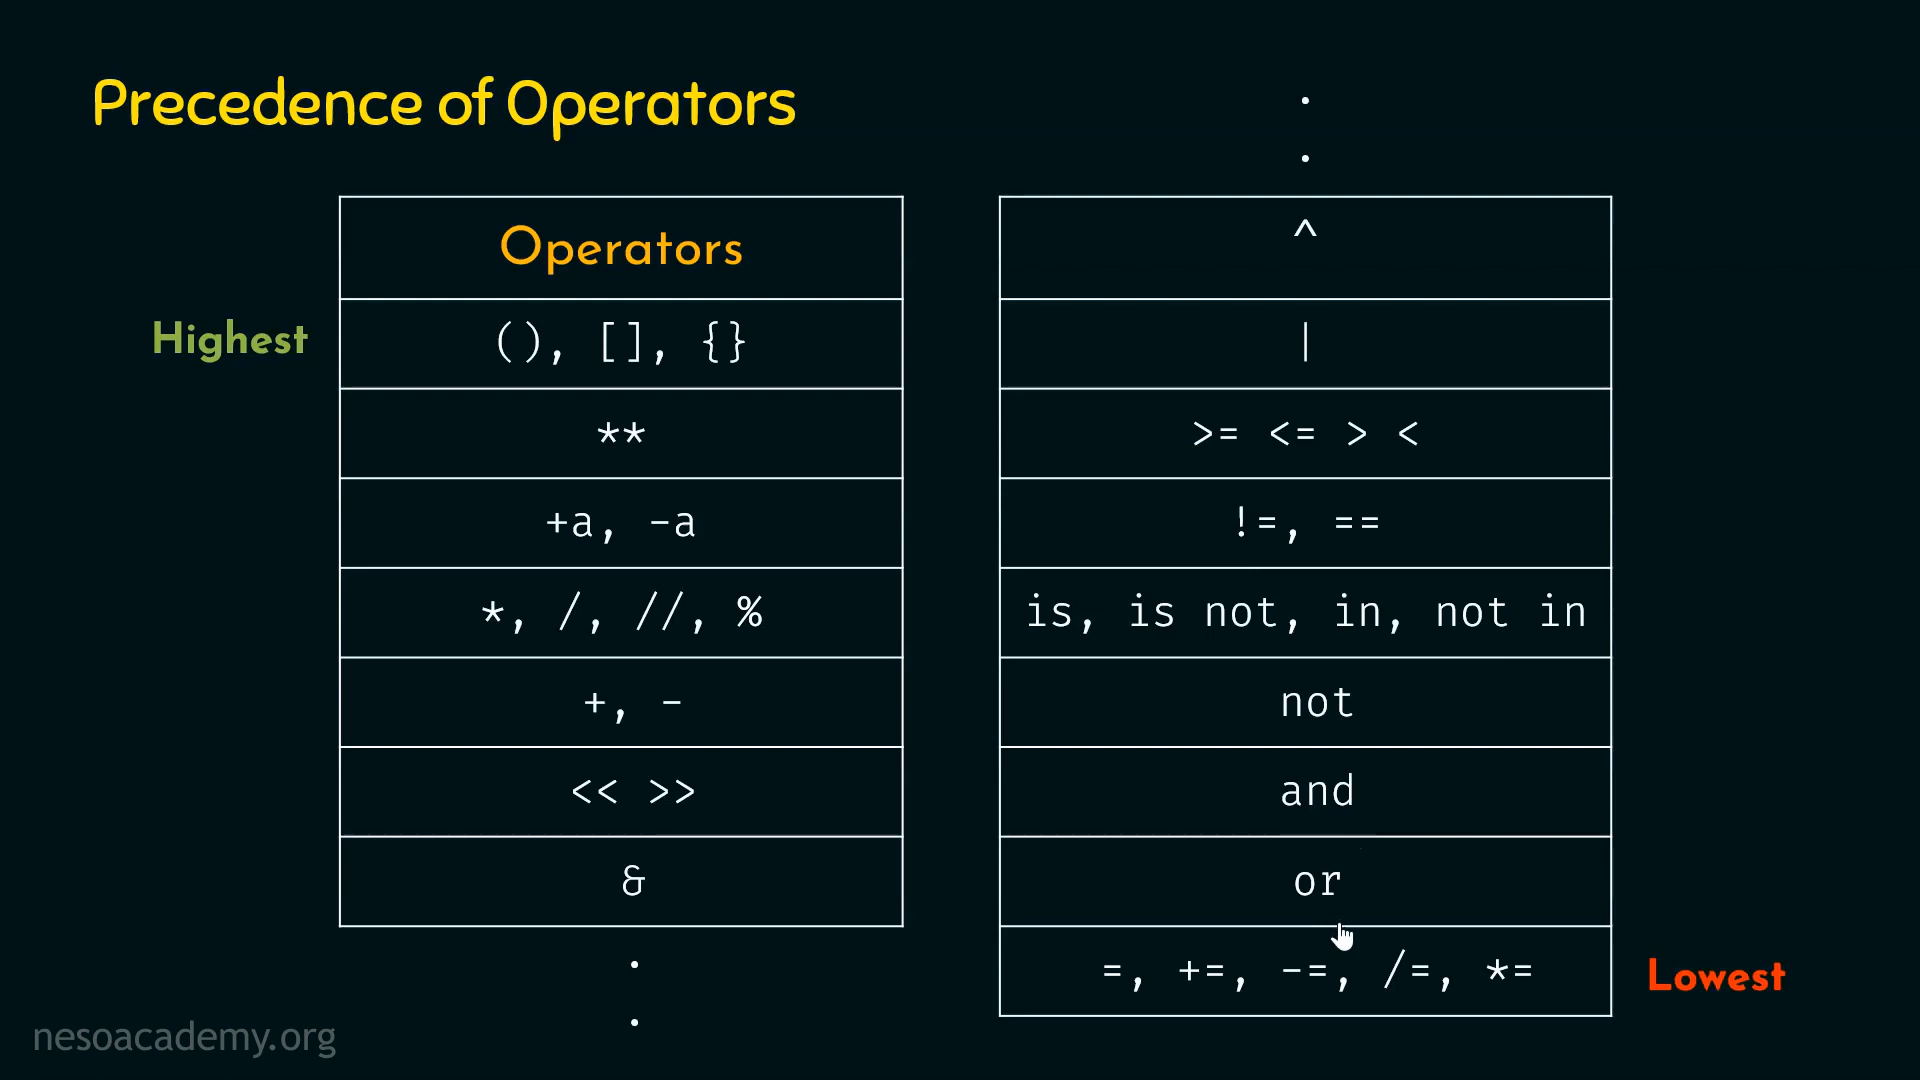 Precedence of Operators
Operators
Highest
(), [], {}
**
+a, -a
*, /, //, %
+, -
<< >>
&
.
.
.
.
^
|
>= <= > <
!=, ==
is, is not, in, not in
not
and
or
=, +=, -=, /=, *=
Lowest
nesoacademy.org